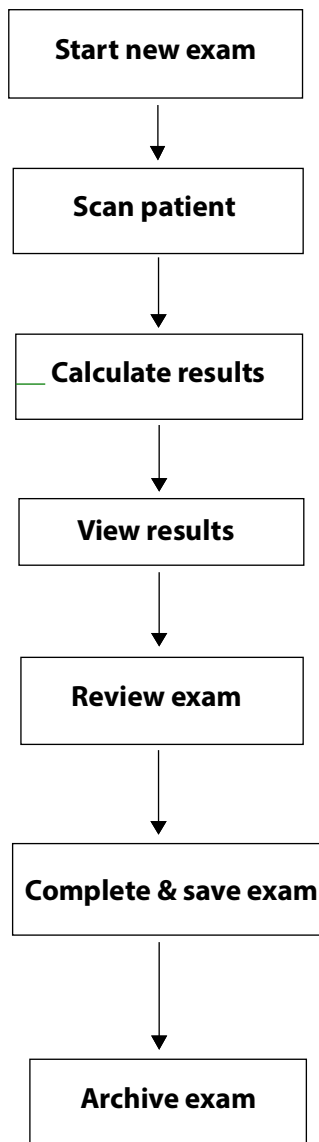 Start new exam
Scan patient
Calculate results
View results
Review exam
Complete & save exam
Archive exam